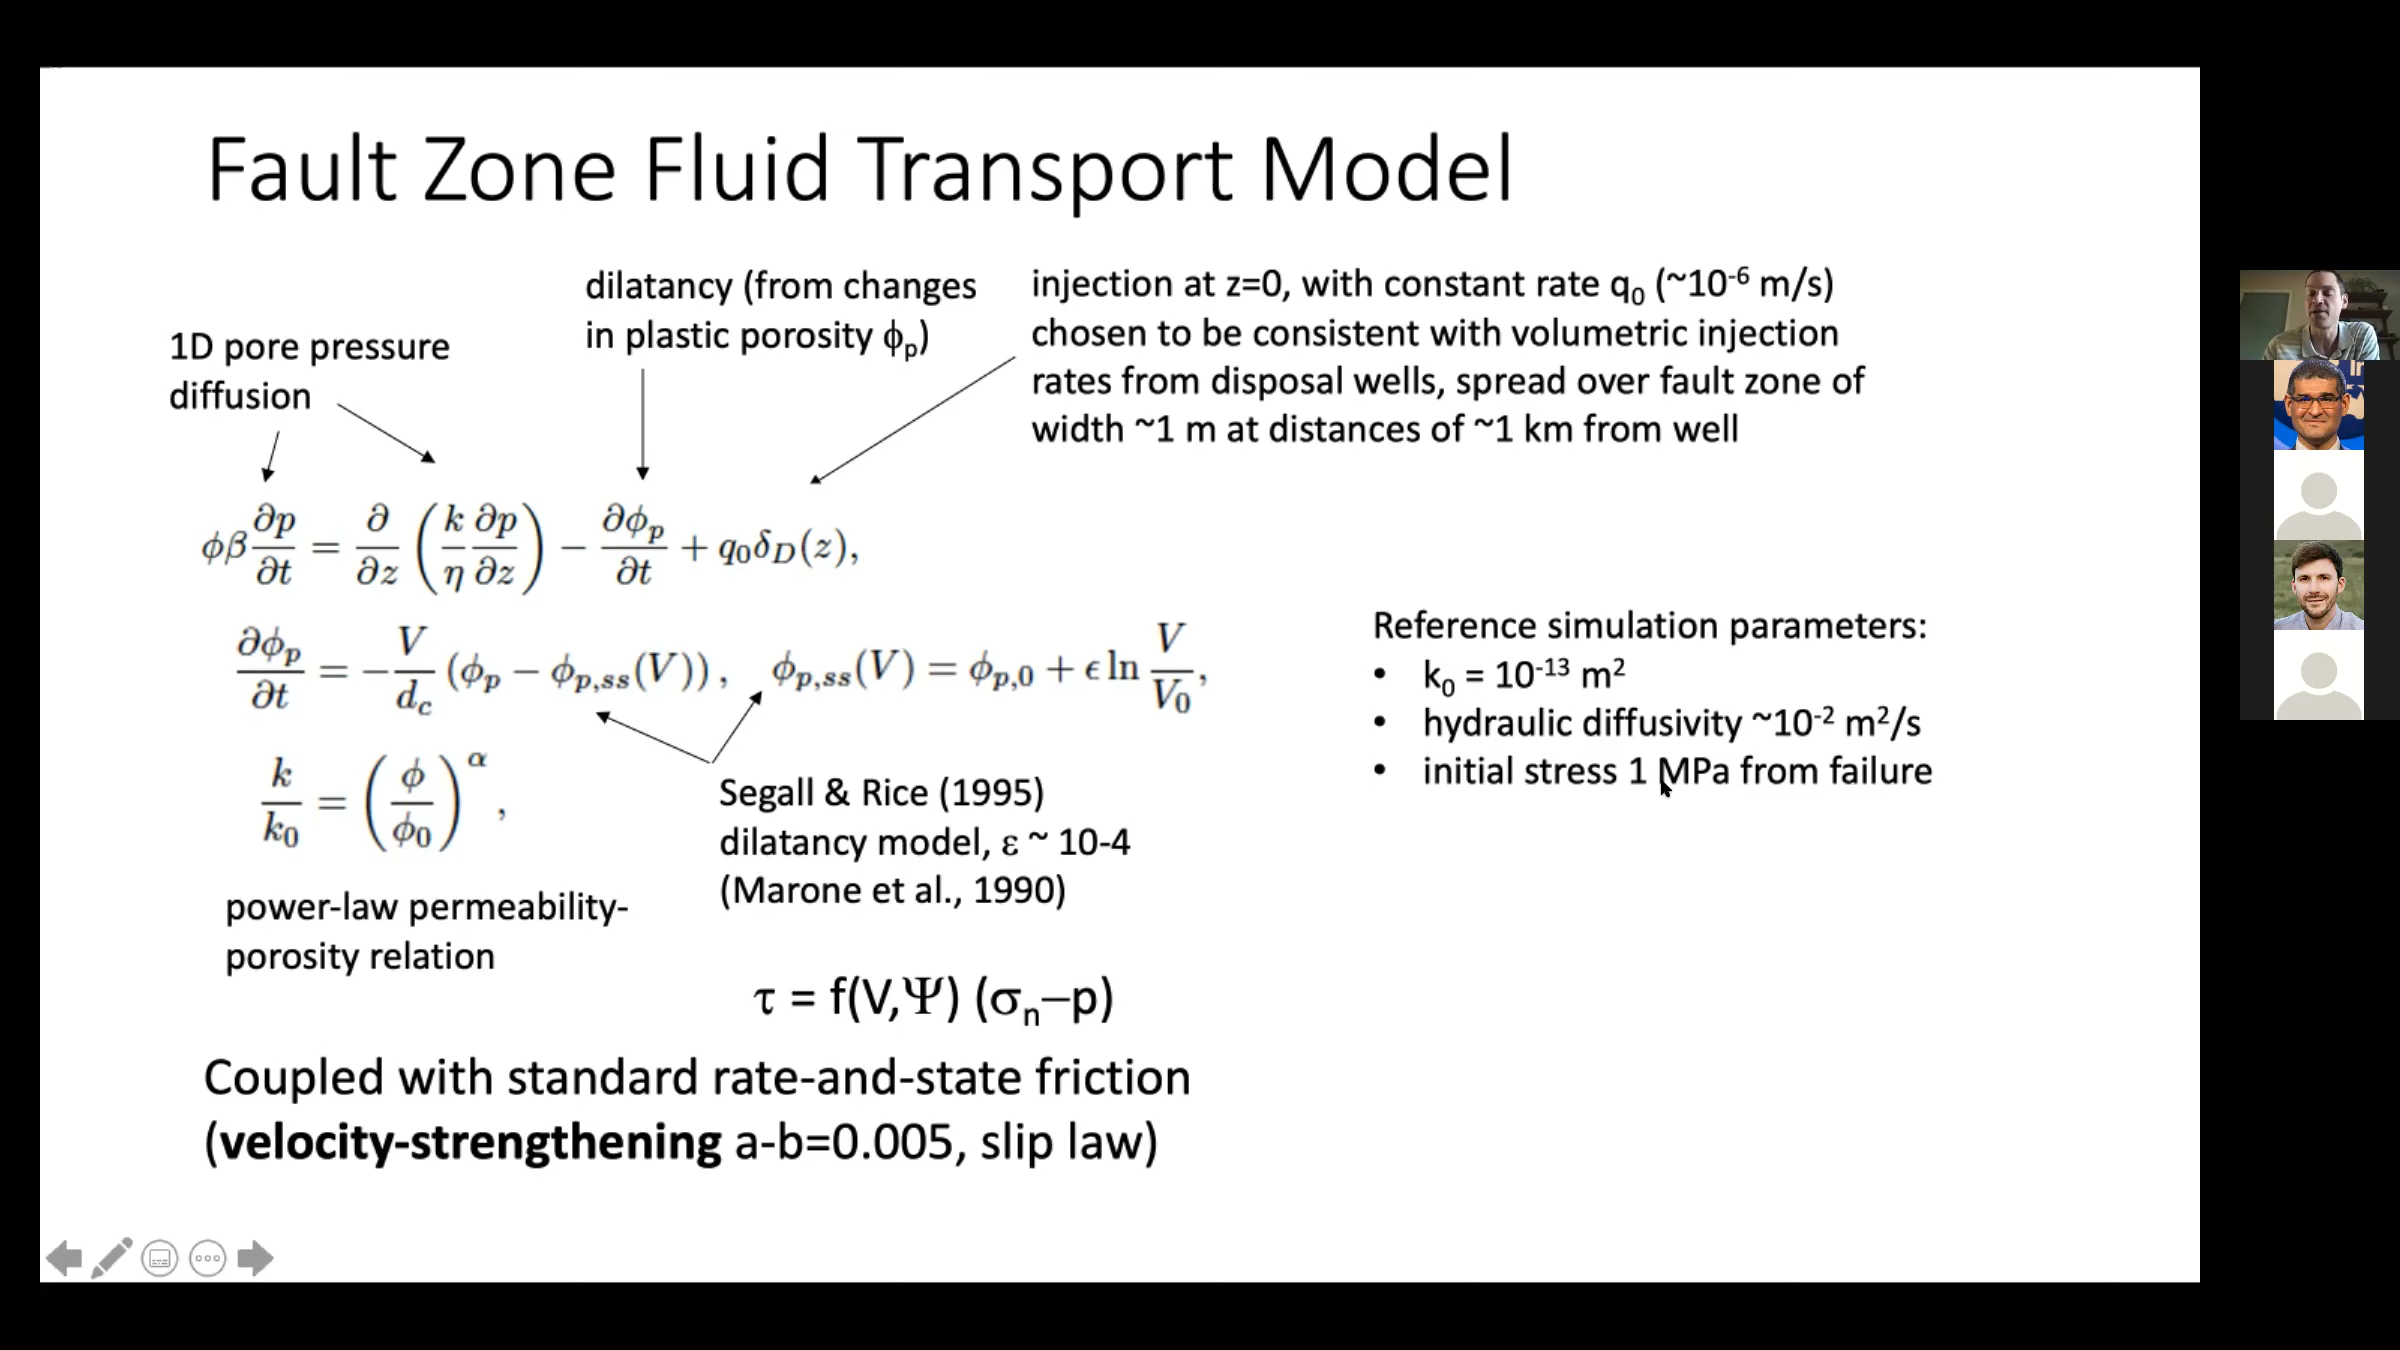 Fault Zone Fluid Transport Model
1D pore pressure
diffusion
dilatancy (from changes
in plastic porosity ϕₚ)
injection at z=0, with constant rate q₀ (~10⁻⁶ m/s)
chosen to be consistent with volumetric injection
rates from disposal wells, spread over fault zone of
width ~1 m at distances of ~1 km from well
ϕβ ∂p/∂t = ∂/∂z (k/η ∂p/∂z) − ∂ϕₚ/∂t + q₀δ_D(z),
∂ϕₚ/∂t = −V/d_c (ϕₚ − ϕ_{p,ss}(V)), ϕ_{p,ss}(V) = ϕ_{p,0} + ϵ ln V/V₀,
k/k₀ = (ϕ/ϕ₀)^α,
power-law permeability-
porosity relation
Segall & Rice (1995)
dilatancy model, ε ~ 10-4
(Marone et al., 1990)
Reference simulation parameters:
• k₀ = 10⁻¹³ m²
• hydraulic diffusivity ~10⁻² m²/s
• initial stress 1 MPa from failure
τ = f(V,Ψ) (σₙ–p)
Coupled with standard rate-and-state friction
(velocity-strengthening a-b=0.005, slip law)